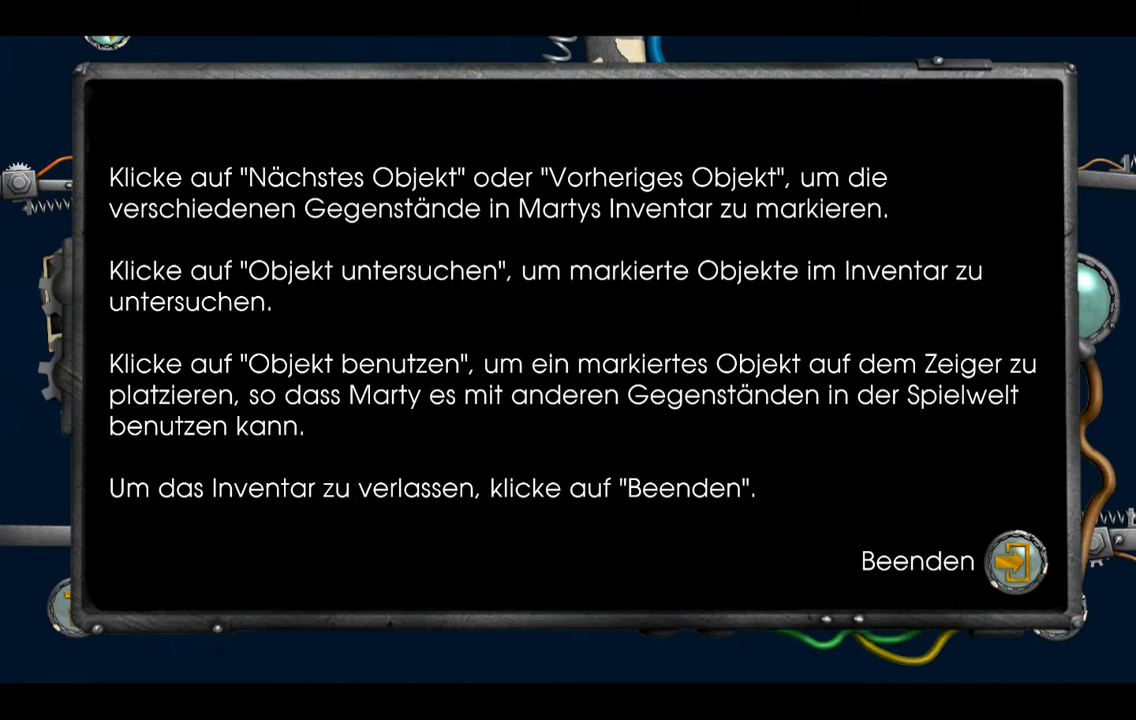 Klicke auf "Nächstes Objekt" oder "Vorheriges Objekt", um die
verschiedenen Gegenstände in Martys Inventar zu markieren.
Klicke auf "Objekt untersuchen", um markierte Objekte im Inventar zu
untersuchen.
Klicke auf "Objekt benutzen", um ein markiertes Objekt auf dem Zeiger zu
platzieren, so dass Marty es mit anderen Gegenständen in der Spielwelt
benutzen kann.
Um das Inventar zu verlassen, klicke auf "Beenden".
Beenden